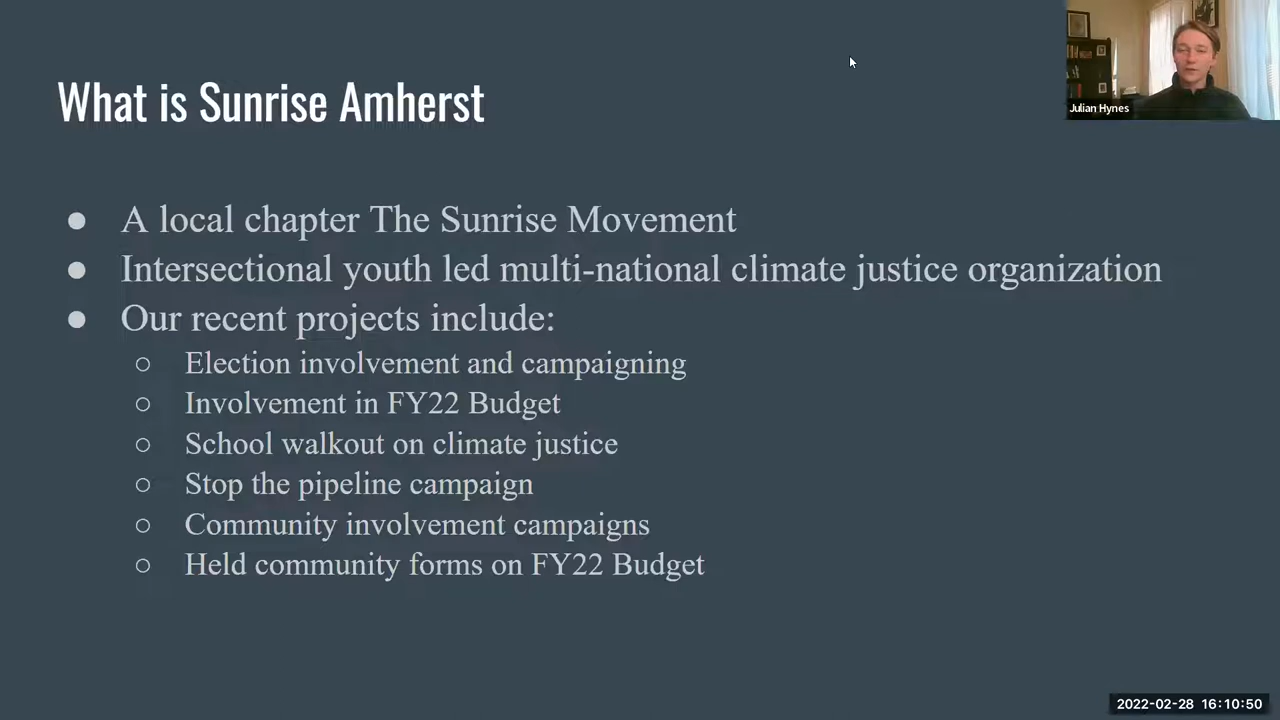 What is Sunrise Amherst
Julian Hynes
● A local chapter The Sunrise Movement
● Intersectional youth led multi-national climate justice organization
● Our recent projects include:
○ Election involvement and campaigning
○ Involvement in FY22 Budget
○ School walkout on climate justice
○ Stop the pipeline campaign
○ Community involvement campaigns
○ Held community forms on FY22 Budget
2022-02-28 16:10:50